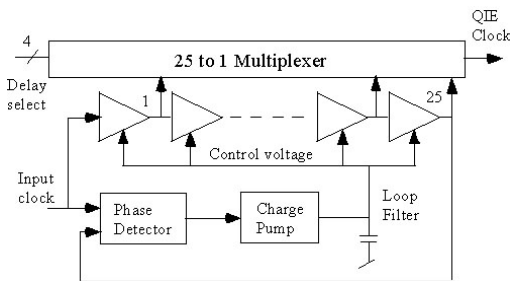 QIE
Clock
4
25 to 1 Multiplexer
Delay
select
1
25
Control voltage
Input
clock
Phase
Detector
Charge
Pump
Loop
Filter